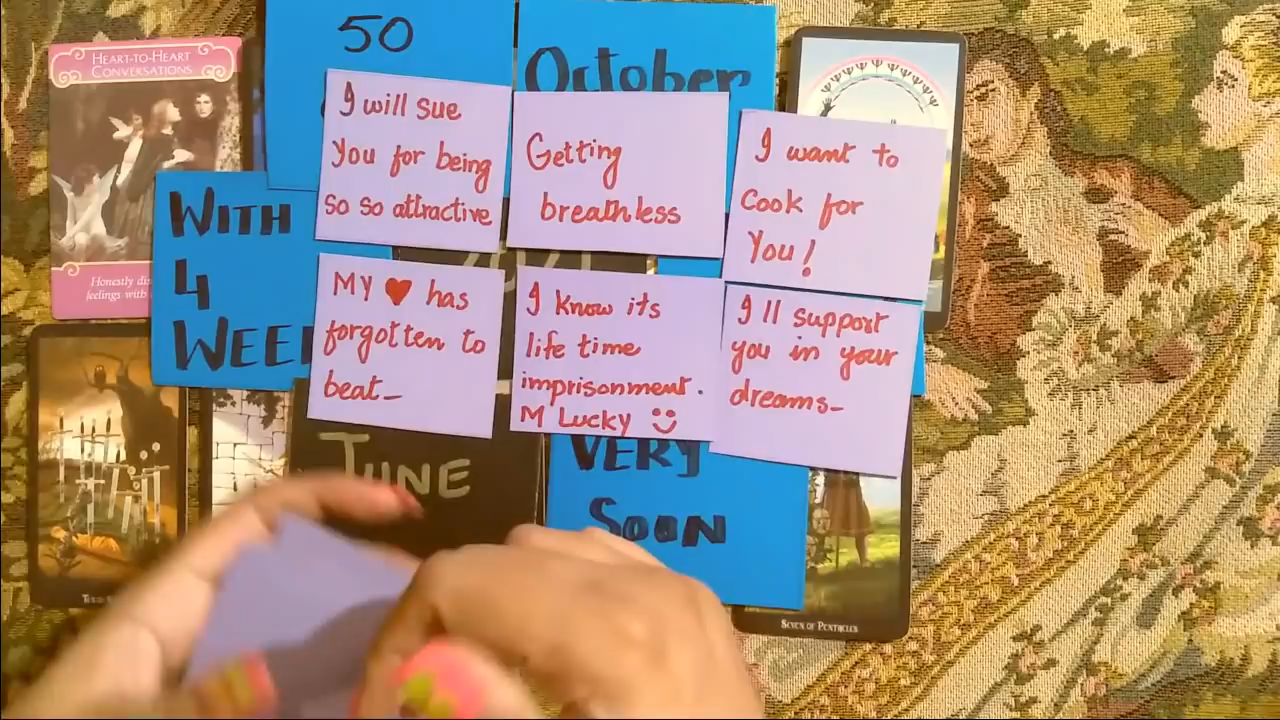 HEART-TO-HEART
CONVERSATIONS
Honestly
feelings with
50
October
WITH
4
I will sue
You for being
so so attractive
Getting
breathless
I want to
Cook for
You!
My ❤ has
forgotten to
beat_
I know its
life time
imprisonment.
M Lucky :)
I ll support
you in your
dreams_
JUNE
VERY
SOON
SEVEN OF PENTACLES